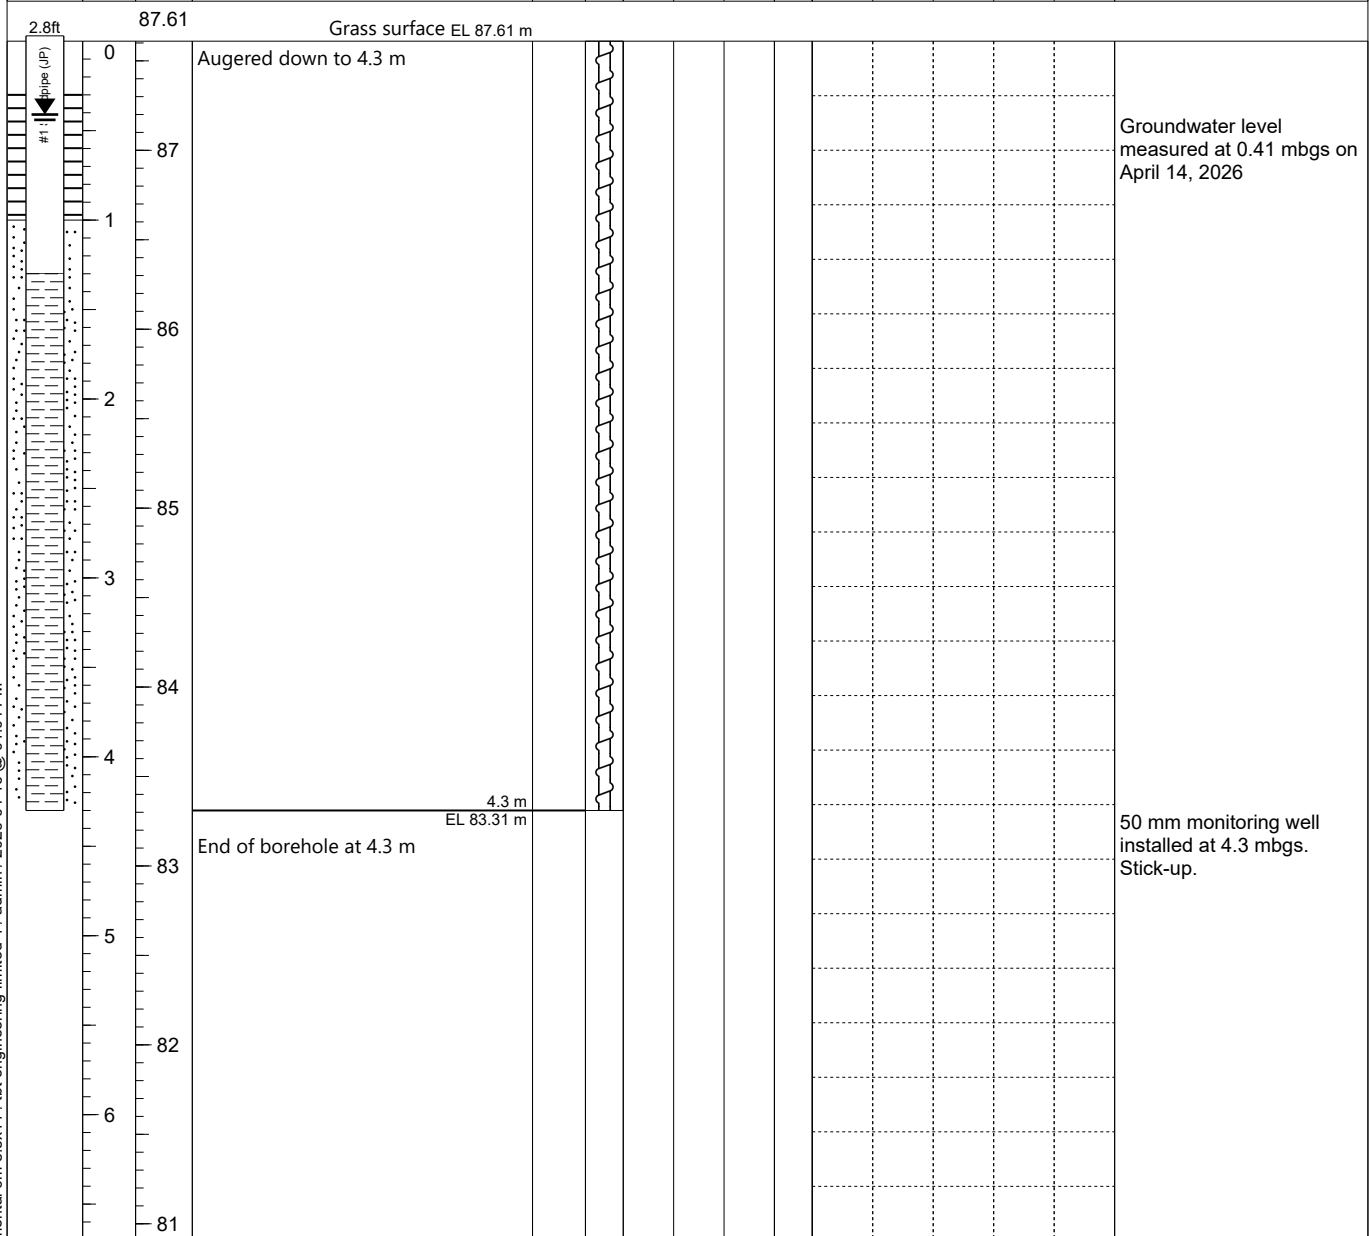 2.8ft
87.61
Grass surface EL 87.61 m
0
Augered down to 4.3 m
#1
dpipe (JP)
Groundwater level
measured at 0.41 mbgs on
April 14, 2026
87
1
86
2
85
3
84
4
4.3 m
EL 83.31 m
End of borehole at 4.3 m
50 mm monitoring well
installed at 4.3 mbgs.
Stick-up.
83
5
82
6
81